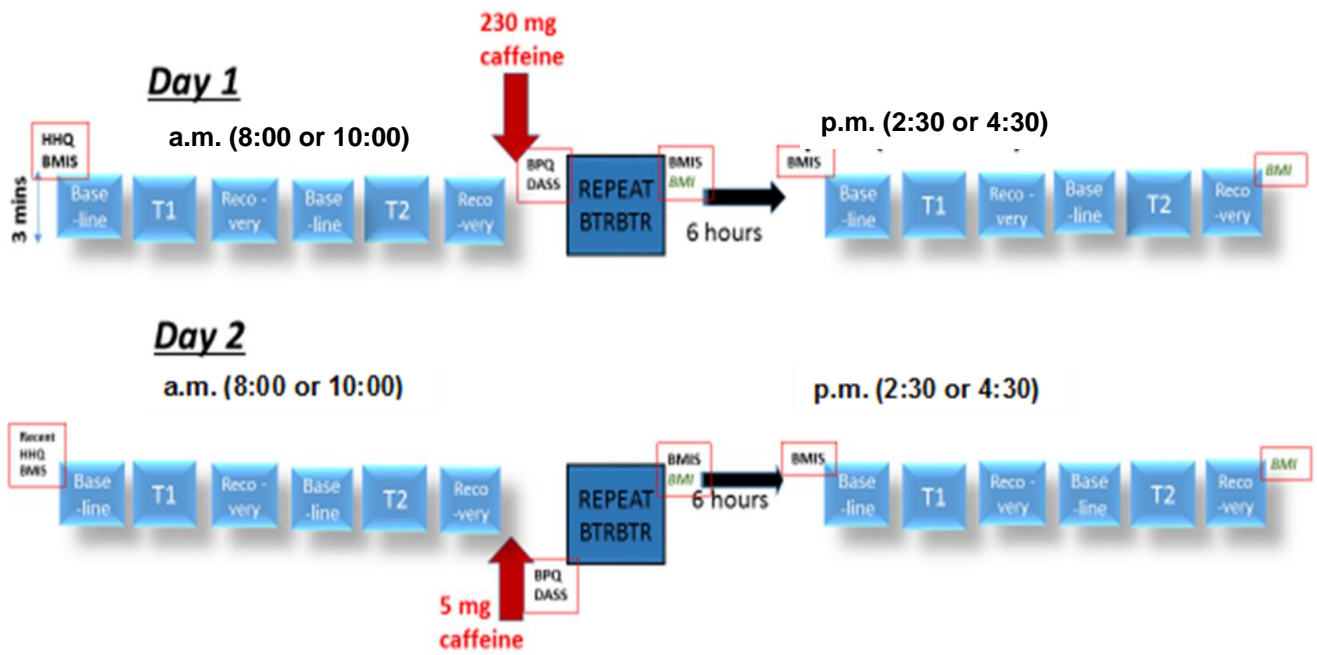 230 mg
caffeine
Day 1
a.m. (8:00 or 10:00)
p.m. (2:30 or 4:30)
HHQ
BMIS
3 mins
Base
-line
T1
Reco -
very
Base
-line
T2
Reco
-very
BPQ
DASS
REPEAT
BTRBTR
BMIS
BMI
6 hours
BMIS
Base
-line
T1
Reco -
very
Base
-line
T2
Reco
-very
BMI
Day 2
a.m. (8:00 or 10:00)
p.m. (2:30 or 4:30)
Recent
HHQ
BMIS
Base
-line
T1
Reco -
very
Base
-line
T2
Reco
-very
5 mg
caffeine
BPQ
DASS
REPEAT
BTRBTR
BMIS
BMI
6 hours
BMIS
Base
-line
T1
Reco -
very
Base
-line
T2
Reco
-very
BMI